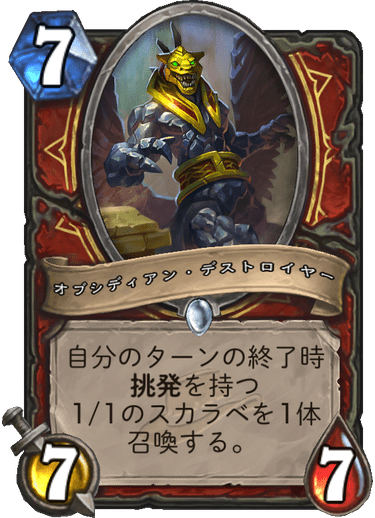 7
オブシディアン・デストロイヤー
自分のターンの終了時
挑発を持つ
1/1のスカラベを1体
召喚する。
7
7